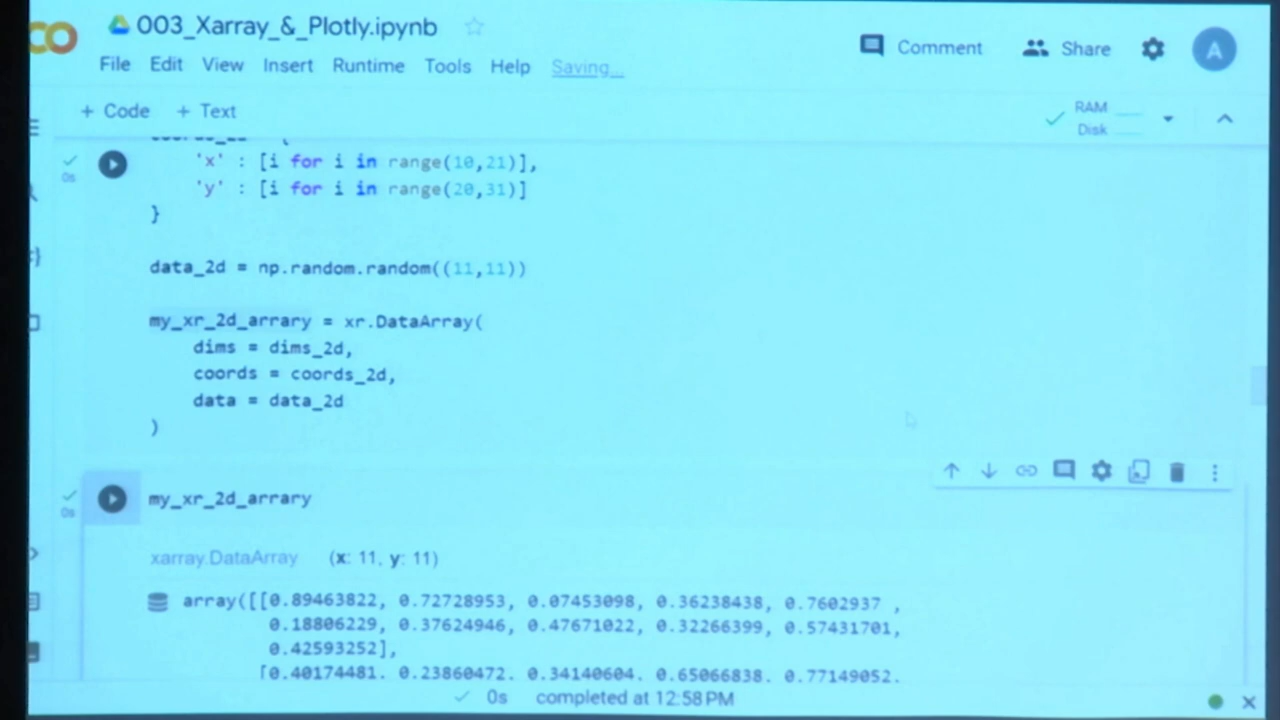 003_Xarray_&_Plotly.ipynb
Comment
Share
A
File Edit View Insert Runtime Tools Help Saving...
+ Code + Text
RAM
Disk
'x' : [i for i in range(10,21)],
0s
'y' : [i for i in range(20,31)]
}
data_2d = np.random.random((11,11))
my_xr_2d_arrary = xr.DataArray(
dims = dims_2d,
coords = coords_2d,
data = data_2d
)
my_xr_2d_arrary
0s
xarray.DataArray (x: 11, y: 11)
array([[0.89463822, 0.72728953, 0.07453098, 0.36238438, 0.7602937 ,
0.18806229, 0.37624946, 0.47671022, 0.32266399, 0.57431701,
0.42593252],
[0.40174481, 0.23860472, 0.34140604, 0.65066838, 0.77149052,
0s completed at 12:58 PM